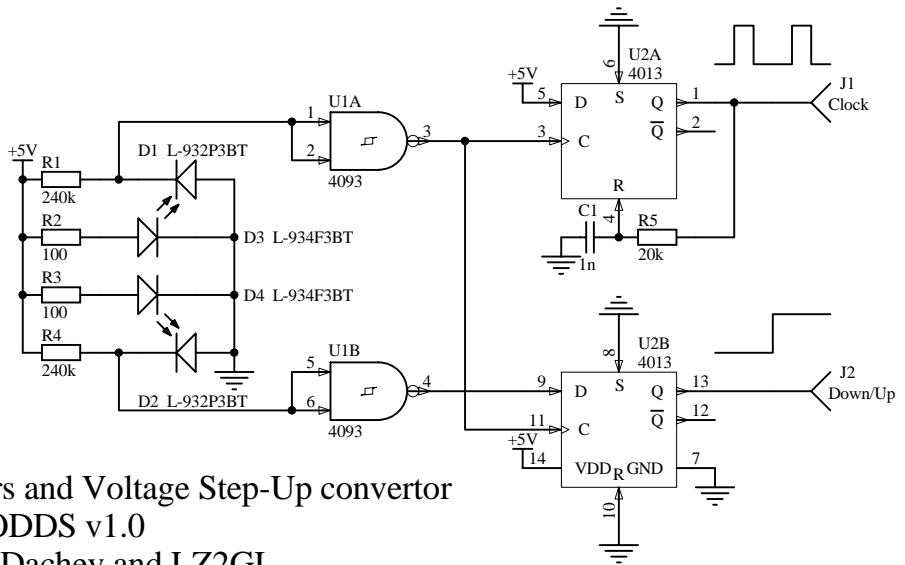 U2A
4013
6
S
+5V
5
D
Q
1
J1
Clock
U1A
1
3
3
C
Q
2
2
4093
+5V
R1
240k
D1 L-932P3BT
R
4
C1
1n
R5
20k
R2
100
D3 L-934F3BT
R3
100
D4 L-934F3BT
R4
240k
D2 L-932P3BT
U1B
5
4
6
4093
U2B
4013
8
S
9
D
Q
13
J2
Down/Up
11
C
Q
12
+5V
14
VDD
R
GND
7
10
rs and Voltage Step-Up convertor
DDS v1.0
Dachev and LZ2GL